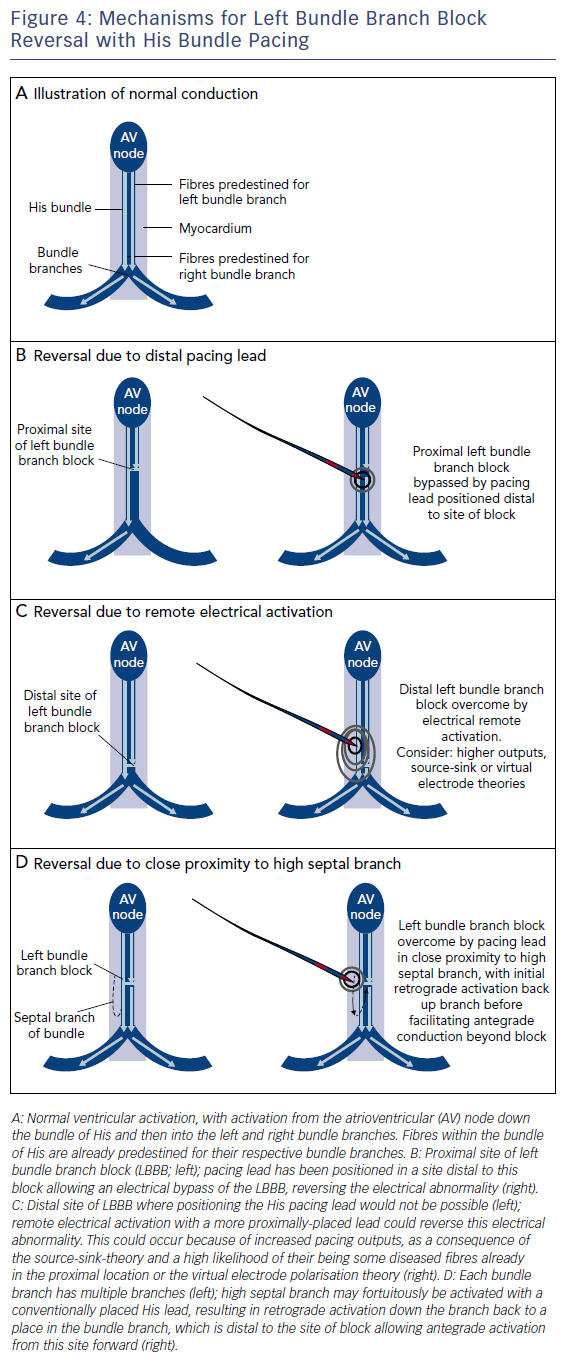 Figure 4: Mechanisms for Left Bundle Branch Block
Reversal with His Bundle Pacing
A Illustration of normal conduction
AV
node
Fibres predestined for
left bundle branch
His bundle
Myocardium
Bundle
branches
Fibres predestined for
right bundle branch
B Reversal due to distal pacing lead
AV
node
AV
node
Proximal site
of left bundle
branch block
Proximal left bundle
branch block
bypassed by pacing
lead positioned distal
to site of block
C Reversal due to remote electrical activation
AV
node
AV
node
Distal site of
left bundle
branch block
Distal left bundle branch
block overcome by
electrical remote
activation.
Consider: higher outputs,
source-sink or virtual
electrode theories
D Reversal due to close proximity to high septal branch
AV
node
AV
node
Left bundle
branch block
Septal branch
of bundle
Left bundle branch block
overcome by pacing lead
in close proximity to high
septal branch, with initial
retrograde activation back
up branch before
facilitating antegrade
conduction beyond block
A: Normal ventricular activation, with activation from the atrioventricular (AV) node down
the bundle of His and then into the left and right bundle branches. Fibres within the bundle
of His are already predestined for their respective bundle branches. B: Proximal site of left
bundle branch block (LBBB; left); pacing lead has been positioned in a site distal to this
block allowing an electrical bypass of the LBBB, reversing the electrical abnormality (right).
C: Distal site of LBBB where positioning the His pacing lead would not be possible (left);
remote electrical activation with a more proximally-placed lead could reverse this electrical
abnormality. This could occur because of increased pacing outputs, as a consequence of
the source-sink-theory and a high likelihood of their being some diseased fibres already
in the proximal location or the virtual electrode polarisation theory (right). D: Each bundle
branch has multiple branches (left); high septal branch may fortuitously be activated with a
conventionally placed His lead, resulting in retrograde activation down the branch back to a
place in the bundle branch, which is distal to the site of block allowing antegrade activation
from this site forward (right).